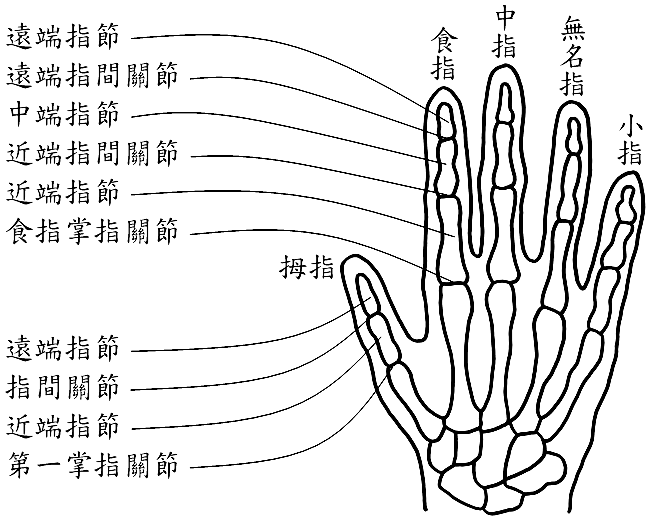 遠端指節
遠端指間關節
中端指節
近端指間關節
近端指節
食指掌指關節
食指
中指
無名指
小指
拇指
遠端指節
指間關節
近端指節
第一掌指關節